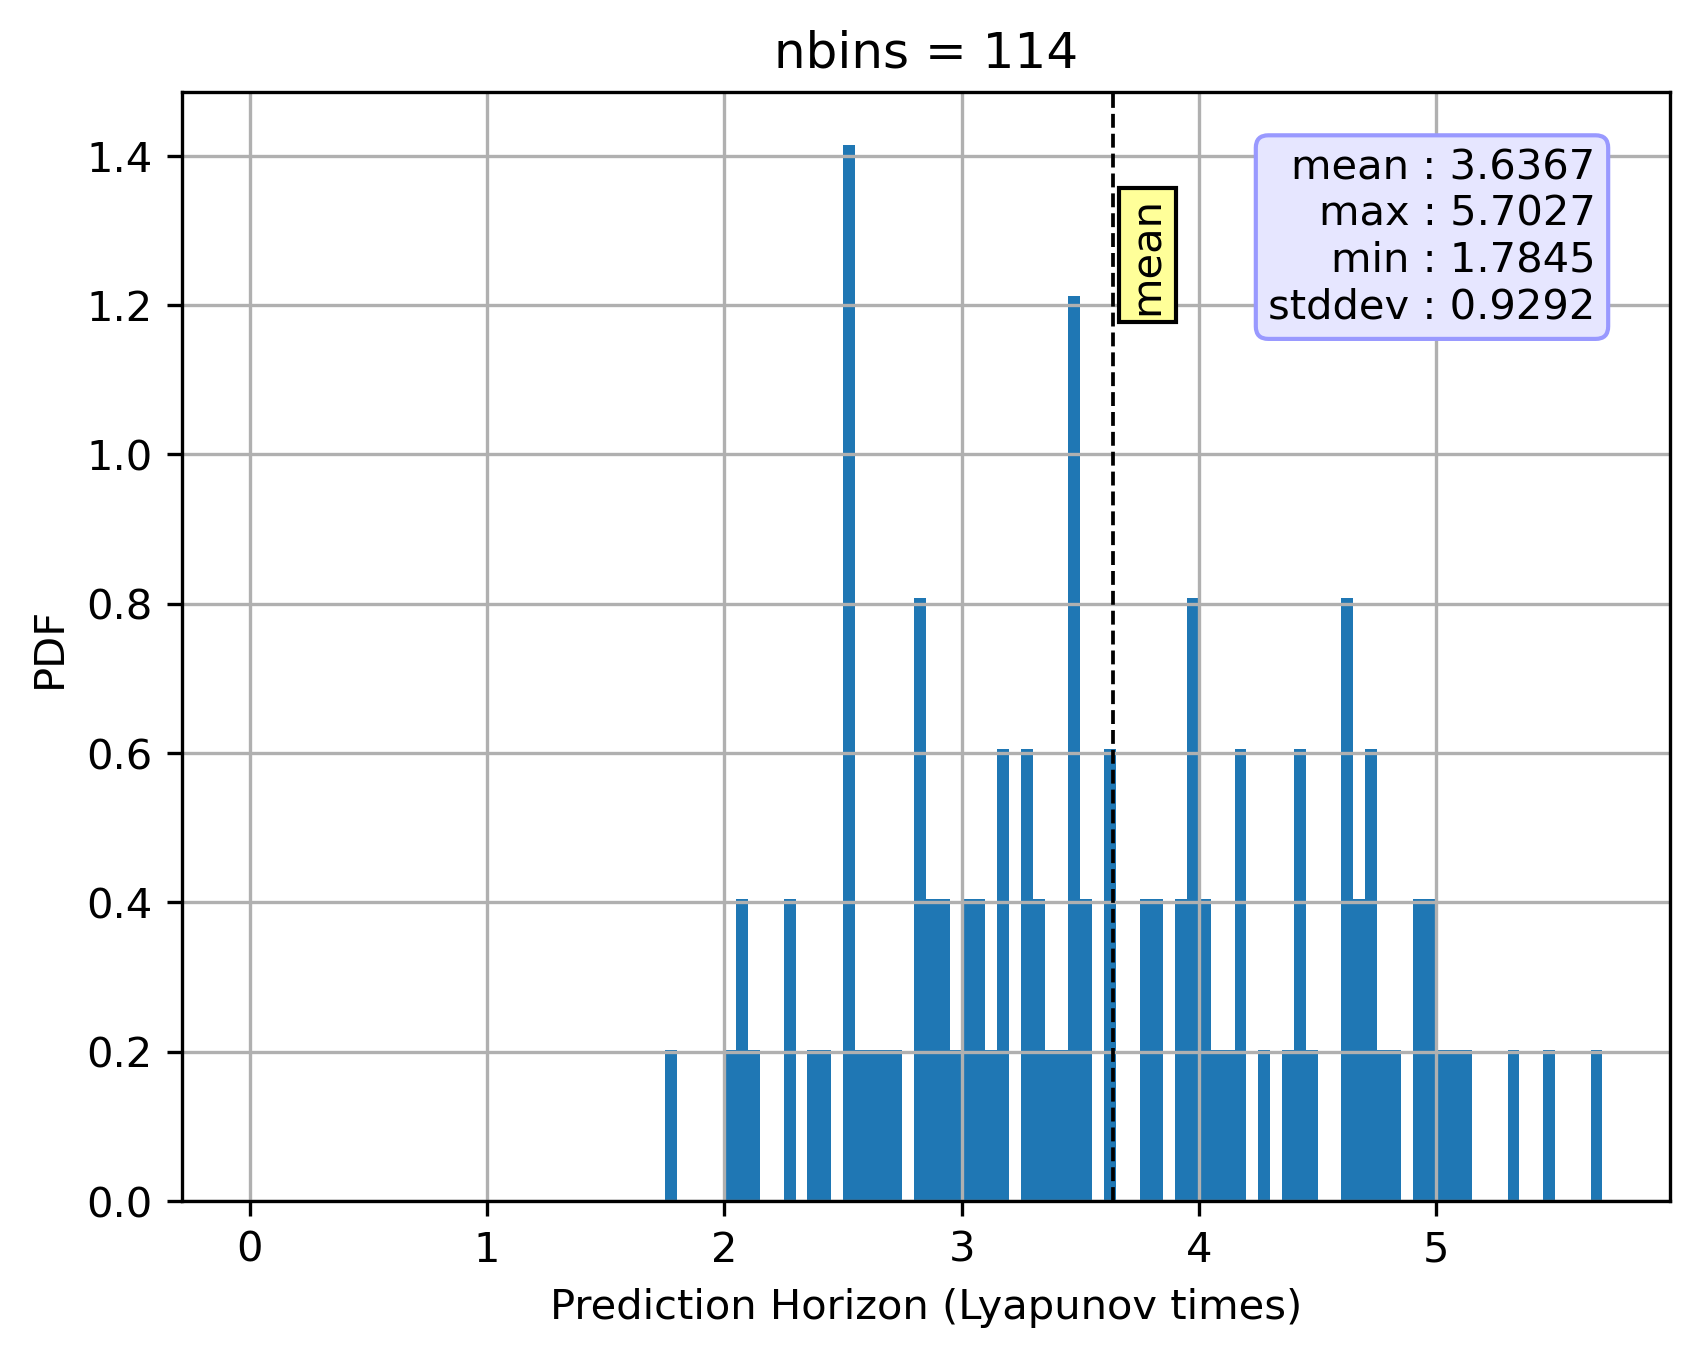 nbins = 114
1.4
1.2
1.0
0.8
0.6
0.4
0.2
0.0
PDF
mean
mean : 3.6367
max : 5.7027
min : 1.7845
stddev : 0.9292
0 1 2 3 4 5
Prediction Horizon (Lyapunov times)